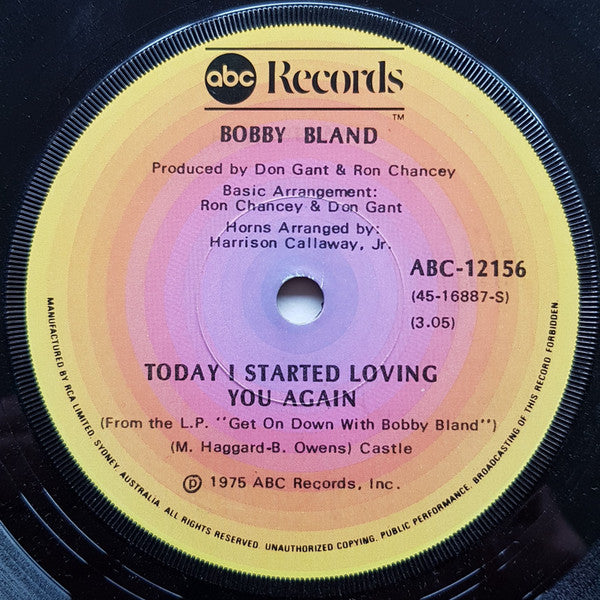 abc Records
TM
BOBBY BLAND
Produced by Don Gant & Ron Chancey
Basic Arrangement:
Ron Chancey & Don Gant
Horns Arranged by:
Harrison Callaway, Jr.
ABC-12156
(45-16887-S)
(3.05)
TODAY I STARTED LOVING
YOU AGAIN
(From the L.P. "Get On Down With Bobby Bland")
(M. Haggard-B. Owens) Castle
℗ 1975 ABC Records, Inc.
MANUFACTURED BY RCA LIMITED. SYDNEY AUSTRALIA. ALL RIGHTS RESERVED. UNAUTHORIZED COPYING. PUBLIC PERFORMANCE. BROADCASTING OF THIS RECORD FORBIDDEN.